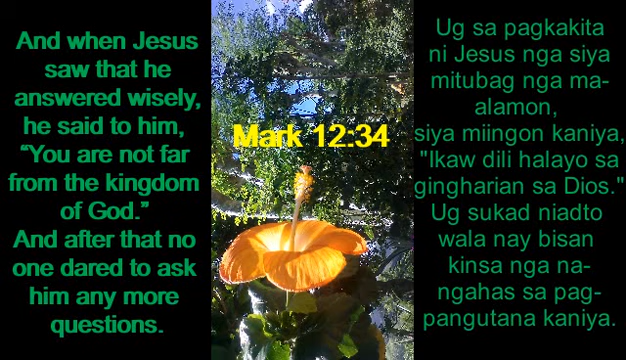 And when Jesus
saw that he
answered wisely,
he said to him,
“You are not far
from the kingdom
of God.”
And after that no
one dared to ask
him any more
questions.
Mark 12:34
Ug sa pagkakita
ni Jesus nga siya
mitubag nga ma-
alamon,
siya miingon kaniya,
"Ikaw dili halayo sa
gingharian sa Dios."
Ug sukad niadto
wala nay bisan
kinsa nga na-
ngahas sa pag-
pangutana kaniya.